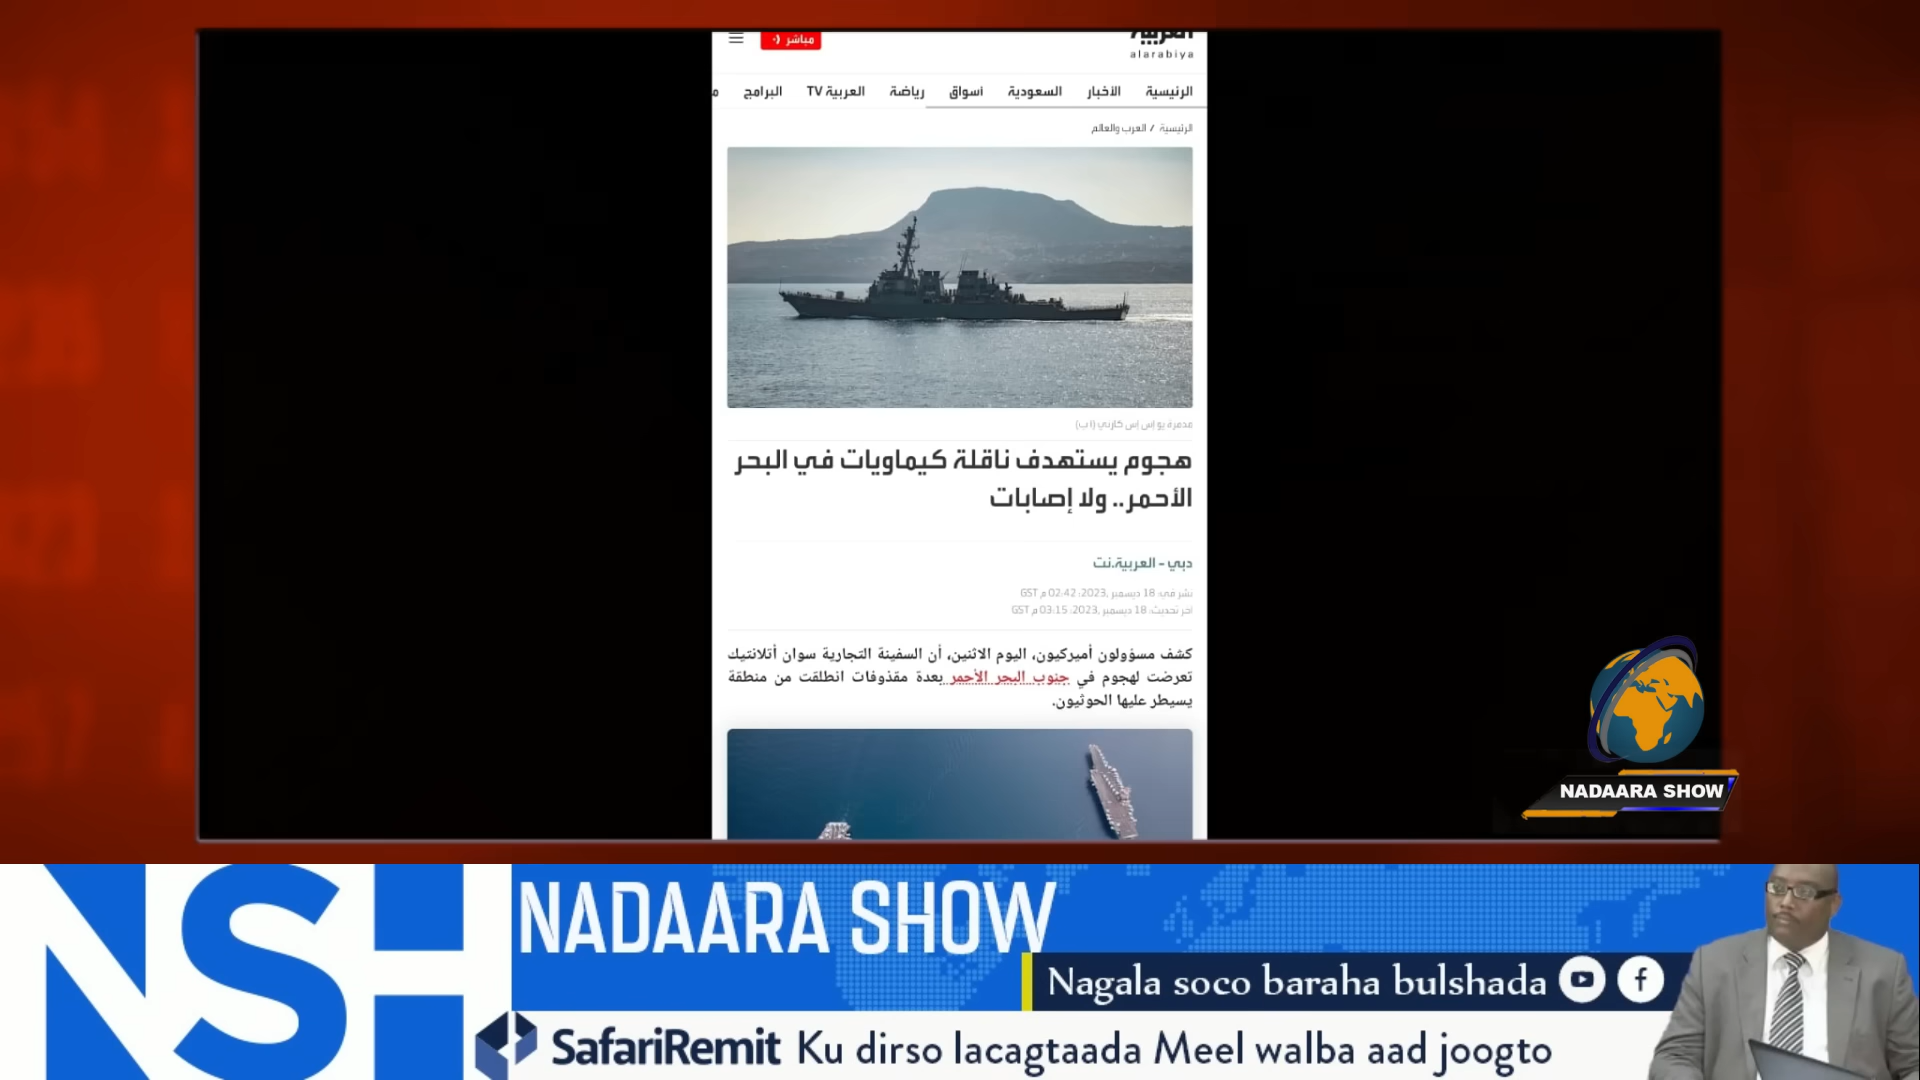 مباشر
العربية
alarabiya
الرئيسية الأخبار السعودية أسواق رياضة العربية TV البرامج
الرئيسية / العرب والعالم
مدمرة يو إس إس كارني (أ ب)
هجوم يستهدف ناقلة كيماويات في البحر
الأحمر.. ولا إصابات
دبي - العربية.نت
نشر في: 18 ديسمبر ,2023: 02:42 م GST
آخر تحديث: 18 ديسمبر ,2023: 03:15 م GST
كشف مسؤولون أميركيون، اليوم الاثنين، أن السفينة التجارية سوان أتلانتيك
تعرضت لهجوم في جنوب البحر الأحمر بعدة مقذوفات انطلقت من منطقة
يسيطر عليها الحوثيون.
NADAARA SHOW
NSH
NADAARA SHOW
Nagala soco baraha bulshada
SafariRemit Ku dirso lacagtaada Meel walba aad joogto